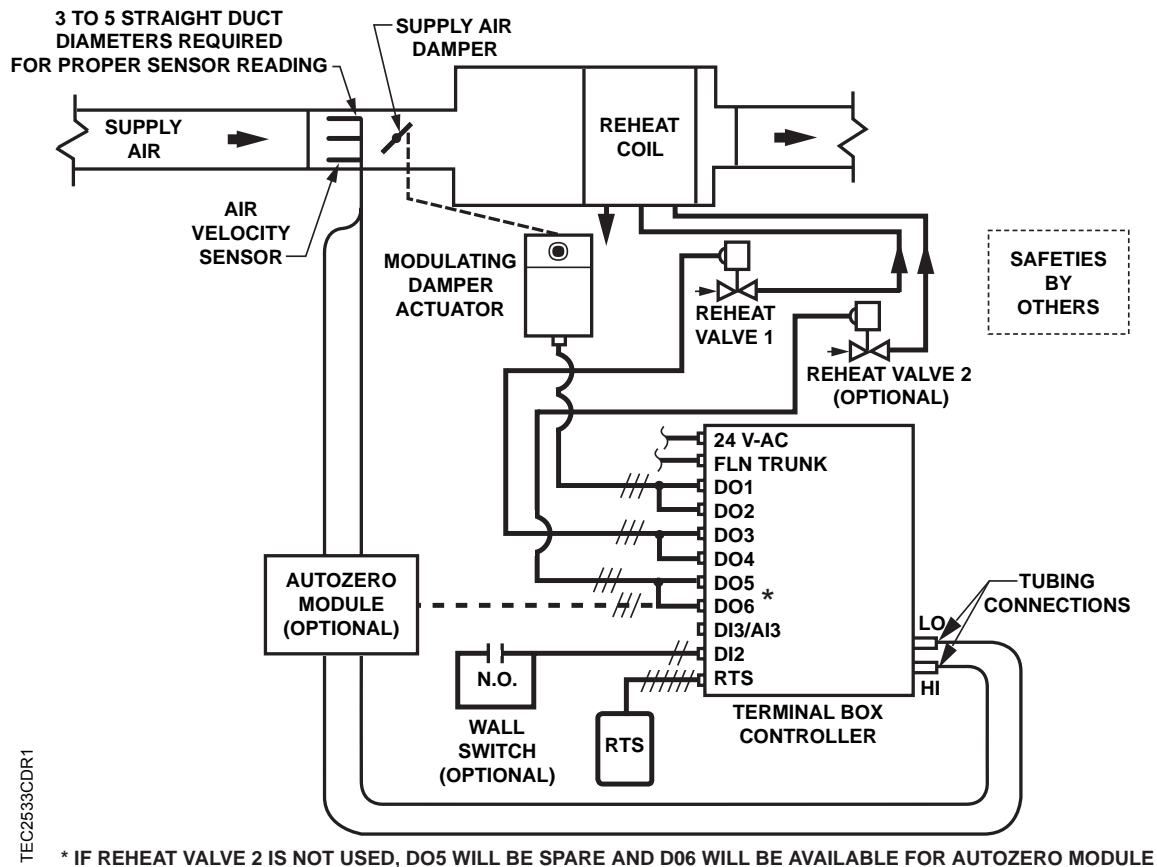 3 TO 5 STRAIGHT DUCT
DIAMETERS REQUIRED
FOR PROPER SENSOR READING
SUPPLY AIR
DAMPER
SUPPLY
AIR
REHEAT
COIL
AIR
VELOCITY
SENSOR
MODULATING
DAMPER
ACTUATOR
REHEAT
VALVE 1
SAFETIES
BY
OTHERS
REHEAT VALVE 2
(OPTIONAL)
24 V-AC
FLN TRUNK
DO1
DO2
DO3
DO4
DO5
DO6 *
DI3/AI3
DI2
RTS
AUTOZERO
MODULE
(OPTIONAL)
TUBING
CONNECTIONS
LO
HI
N.O.
WALL
SWITCH
(OPTIONAL)
RTS
TERMINAL BOX
CONTROLLER
TEC2533CDR1
* IF REHEAT VALVE 2 IS NOT USED, DO5 WILL BE SPARE AND D06 WILL BE AVAILABLE FOR AUTOZERO MODULE